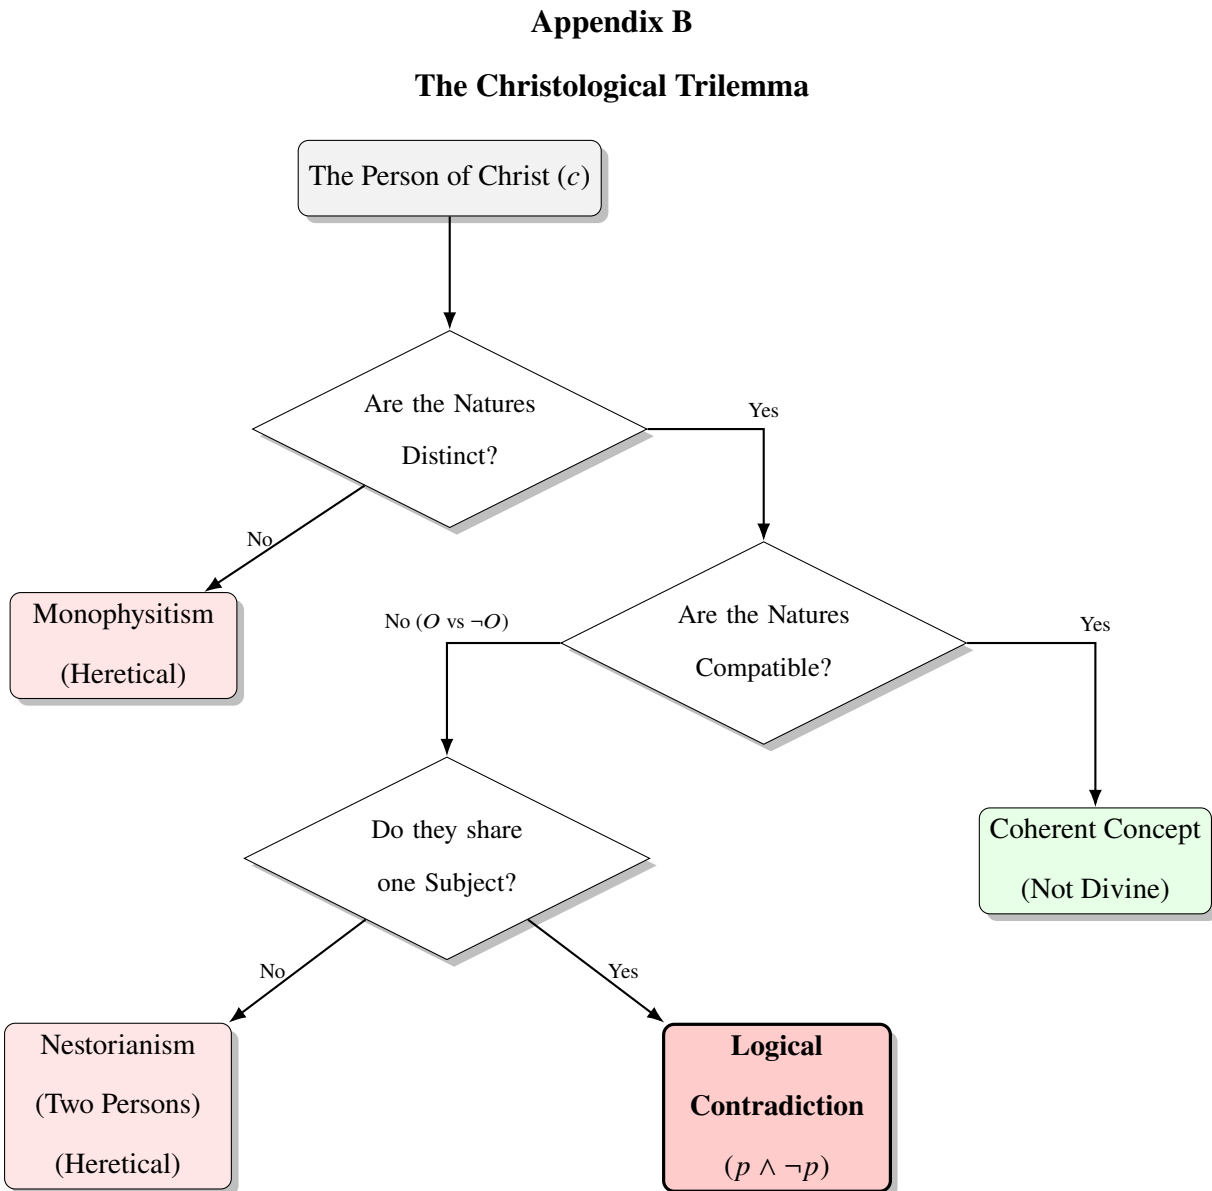 Appendix B
The Christological Trilemma
The Person of Christ (c)
Are the Natures
Distinct?
Yes
No
Monophysitism
(Heretical)
Are the Natures
Compatible?
No (O vs ¬O)
Yes
Do they share
one Subject?
Coherent Concept
(Not Divine)
No
Yes
Nestorianism
(Two Persons)
(Heretical)
Logical
Contradiction
(p ∧ ¬p)